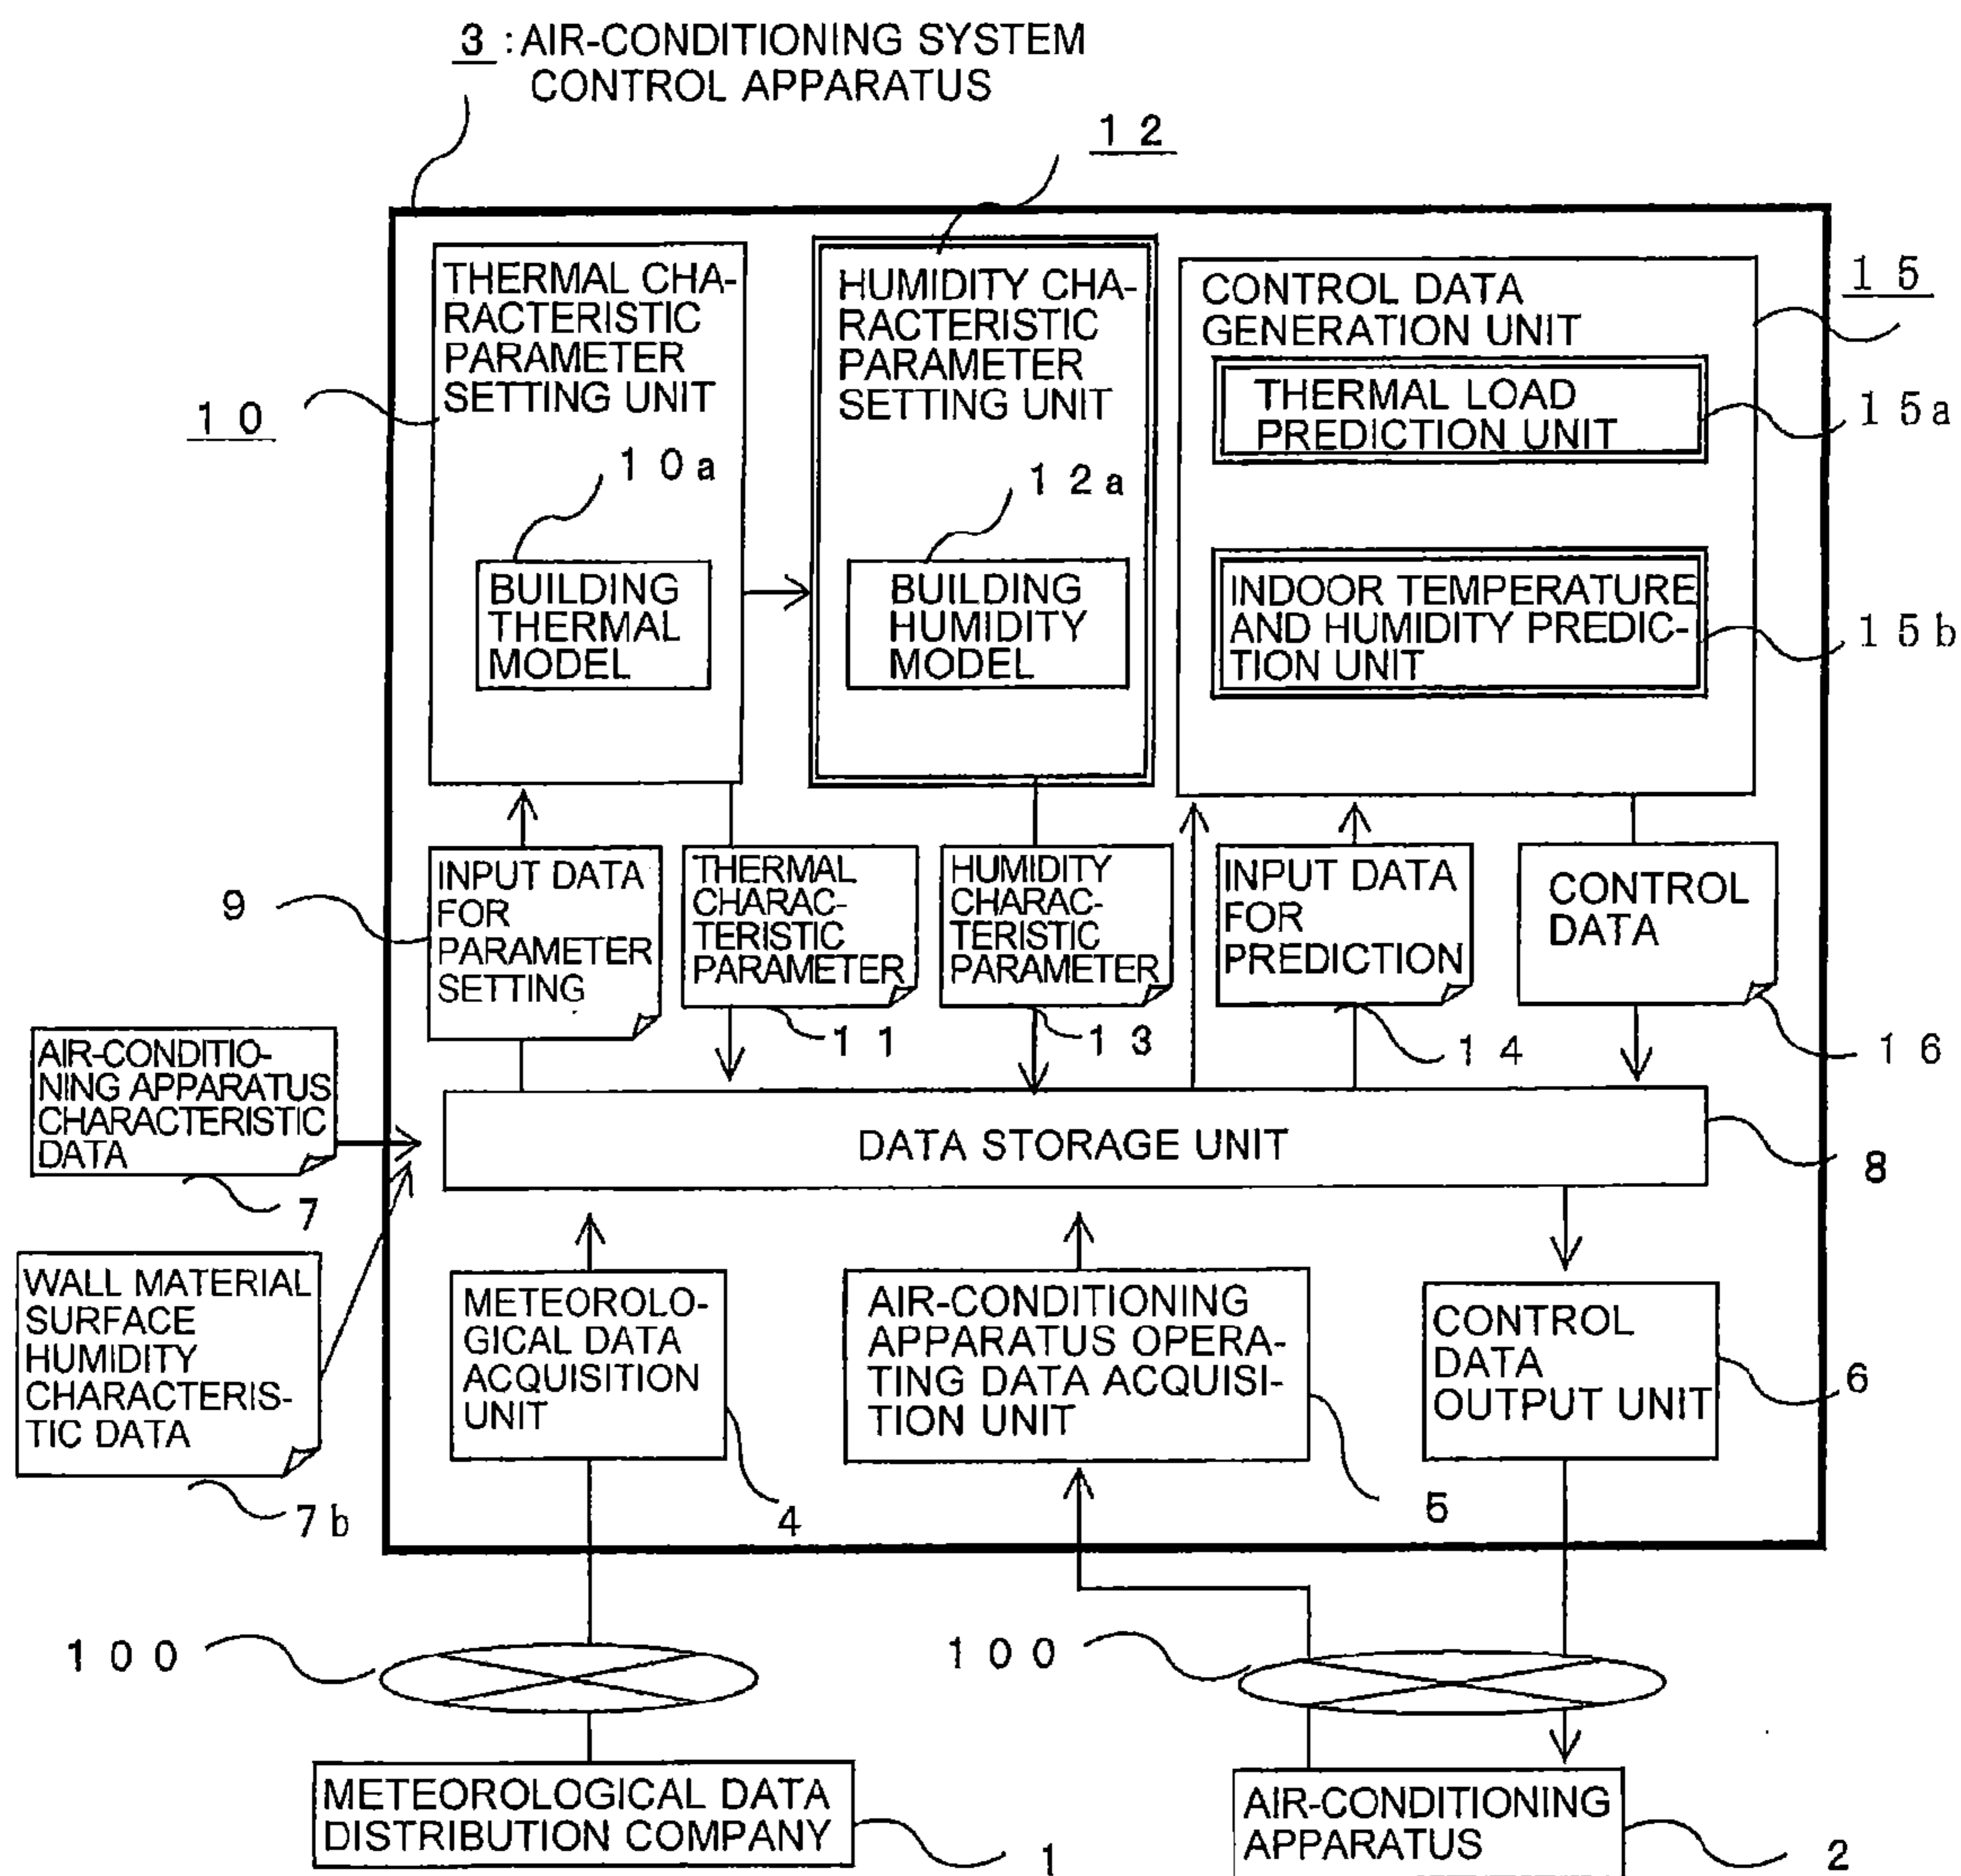 3 : AIR-CONDITIONING SYSTEM
CONTROL APPARATUS
12
THERMAL CHA-
RACTERISTIC
PARAMETER
SETTING UNIT
10
10a
BUILDING
THERMAL
MODEL
HUMIDITY CHA-
RACTERISTIC
PARAMETER
SETTING UNIT
12a
BUILDING
HUMIDITY
MODEL
CONTROL DATA
GENERATION UNIT
15
THERMAL LOAD
PREDICTION UNIT
15a
INDOOR TEMPERATURE
AND HUMIDITY PREDIC-
TION UNIT
15b
9
INPUT DATA
FOR
PARAMETER
SETTING
THERMAL
CHARAC-
TERISTIC
PARAMETER
11
HUMIDITY
CHARAC-
TERISTIC
PARAMETER
13
INPUT DATA
FOR
PREDICTION
14
CONTROL
DATA
16
AIR-CONDITIO-
NING APPARATUS
CHARACTERISTIC
DATA
7
DATA STORAGE UNIT
8
WALL MATERIAL
SURFACE
HUMIDITY
CHARACTERIS-
TIC DATA
7b
METEOROLO-
GICAL DATA
ACQUISITION
UNIT
4
AIR-CONDITIONING
APPARATUS OPERA-
TING DATA ACQUISI-
TION UNIT
5
CONTROL
DATA
OUTPUT UNIT
6
100
100
METEOROLOGICAL DATA
DISTRIBUTION COMPANY
1
AIR-CONDITIONING
APPARATUS
2